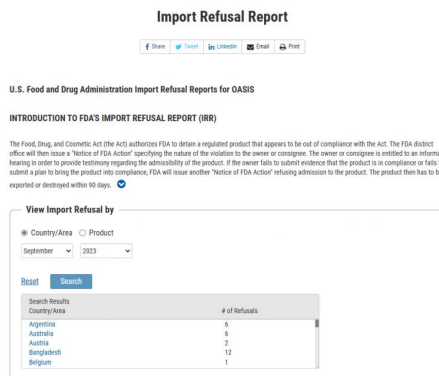 Import Refusal Report
Share Tweet Linkedin Email Print
U.S. Food and Drug Administration Import Refusal Reports for OASIS
INTRODUCTION TO FDA'S IMPORT REFUSAL REPORT (IRR)
The Food, Drug, and Cosmetic Act (the Act) authorizes FDA to detain a regulated product that appears to be out of compliance with the Act. The FDA district
office will then issue a "Notice of FDA Action" specifying the nature of the violation to the owner or consignee. The owner or consignee is entitled to an informa
hearing in order to provide testimony regarding the admissibility of the product. If the owner fails to submit evidence that the product is in compliance or fails t
submit a plan to bring the product into compliance, FDA will issue another "Notice of FDA Action" refusing admission to the product. The product then has to b
exported or destroyed within 90 days.
View Import Refusal by
Country/Area Product
September 2023
Reset Search
Search Results
Country/Area # of Refusals
Argentina 6
Australia 6
Austria 2
Bangladesh 12
Belgium 1